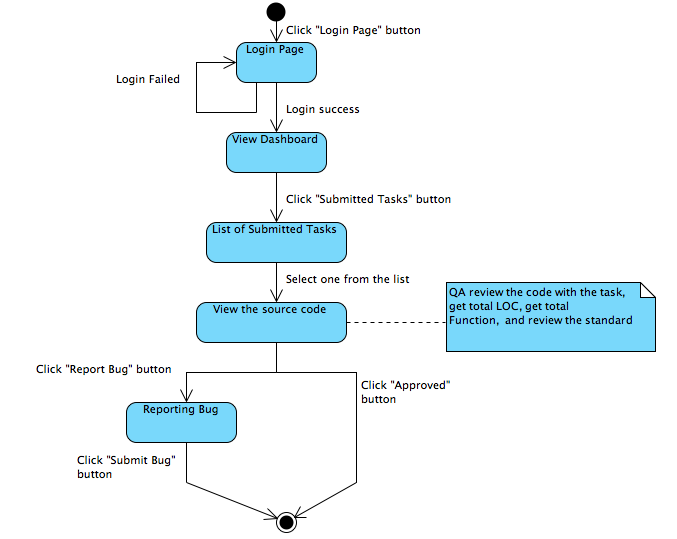 Click "Login Page" button
Login Page
Login Failed
Login success
View Dashboard
Click "Submitted Tasks" button
List of Submitted Tasks
Select one from the list
View the source code
QA review the code with the task,
get total LOC, get total
Function,  and review the standard
Click "Report Bug" button
Click "Approved"
button
Reporting Bug
Click "Submit Bug"
button